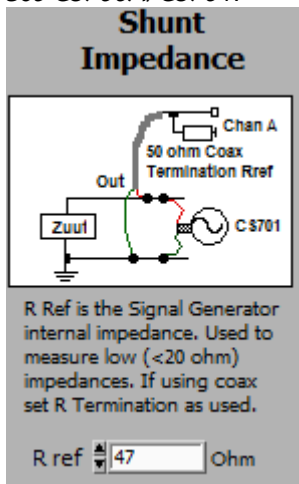 Shunt
Impedance
Chan A
50 ohm Coax
Termination Rref
Out
Zuut
CS701
R Ref is the Signal Generator
internal impedance. Used to
measure low (<20 ohm)
impedances. If using coax
set R Termination as used.
R ref 47 Ohm